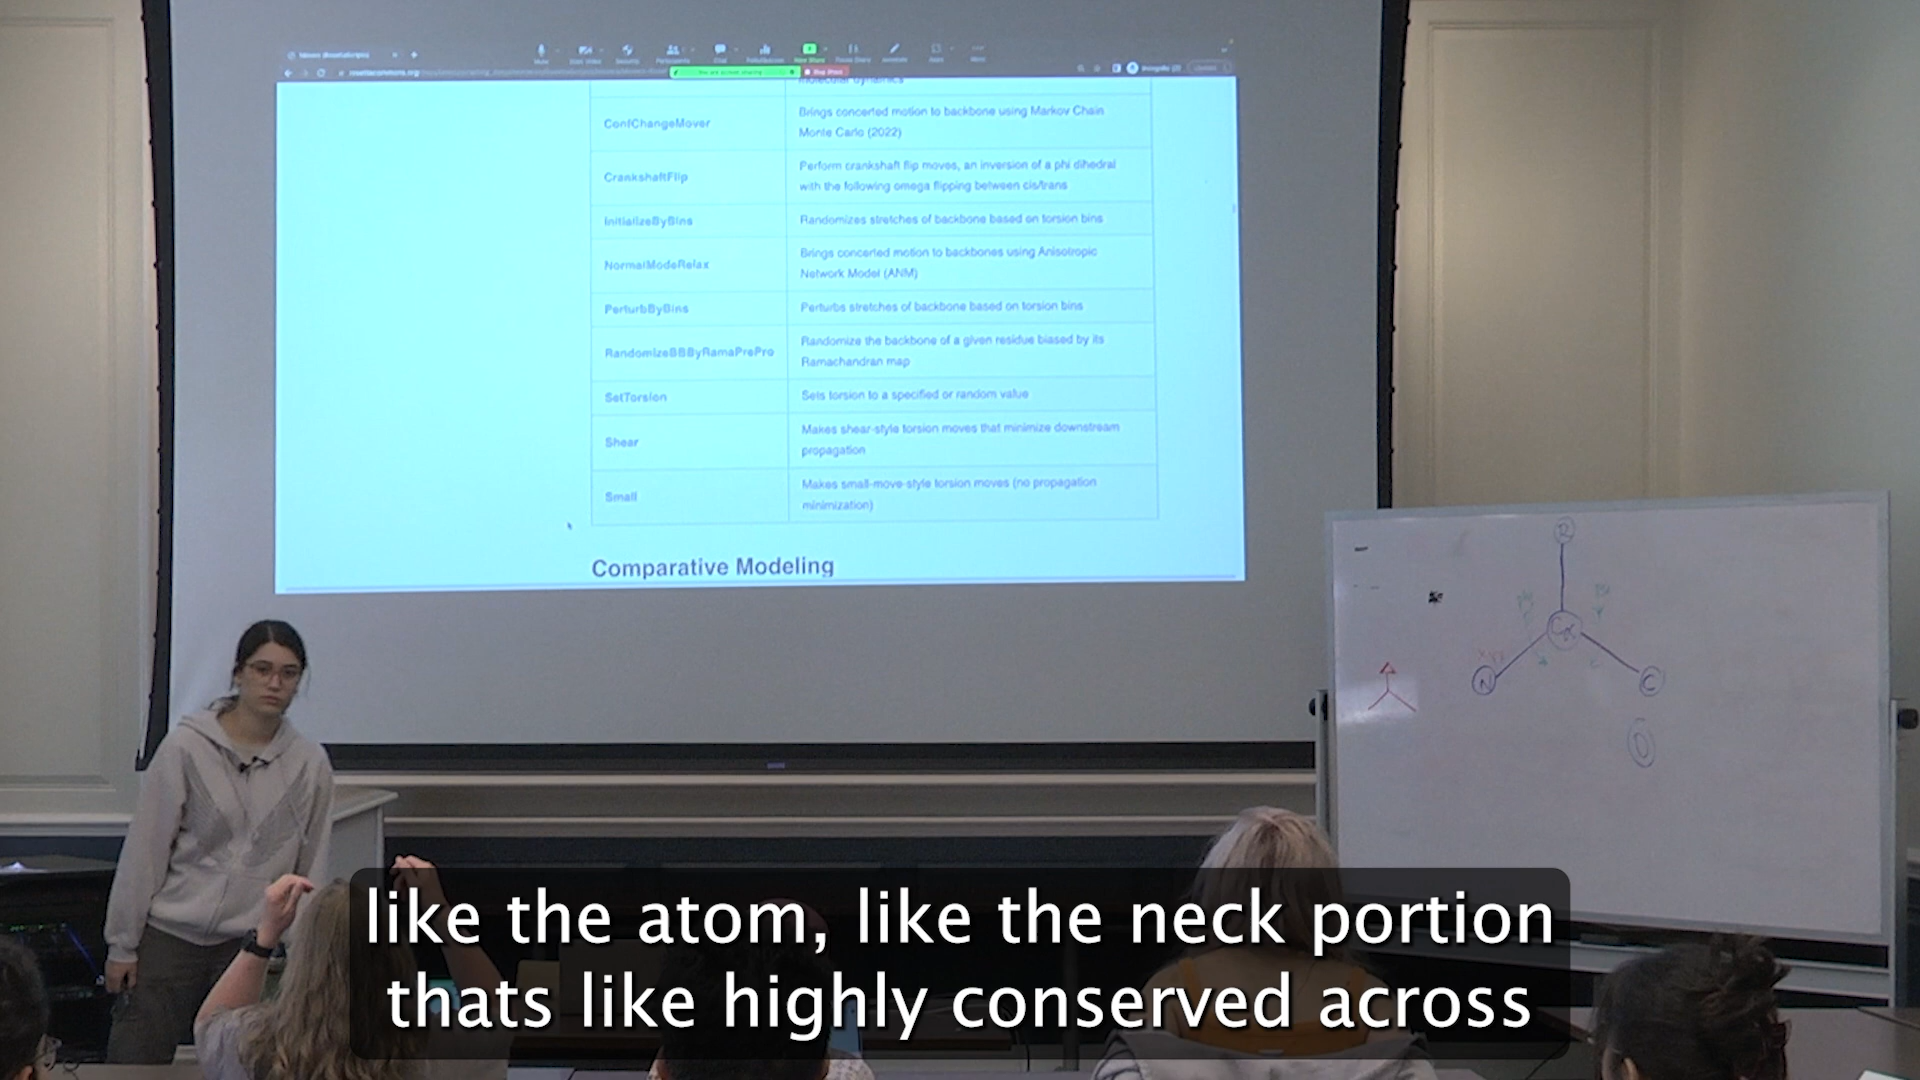 molecular dynamics
ConfChangeMover
Brings concerted motion to backbone using Markov Chain
Monte Carlo (2022)
CrankshaftFlip
Perform crankshaft flip moves, an inversion of a phi dihedral
with the following omega flipping between cis/trans
InitializeByBins
Randomizes stretches of backbone based on torsion bins
NormalModeRelax
Brings concerted motion to backbones using Anisotropic
Network Model (ANM)
PerturbByBins
Perturbs stretches of backbone based on torsion bins
RandomizeBBByRamaPrePro
Randomize the backbone of a given residue biased by its
Ramachandran map
SetTorsion
Sets torsion to a specified or random value
Shear
Makes shear-style torsion moves that minimize downstream
propagation
Small
Makes small-move-style torsion moves (no propagation
minimization)
Comparative Modeling
R
Cα
N
C
O
like the atom, like the neck portion
thats like highly conserved across